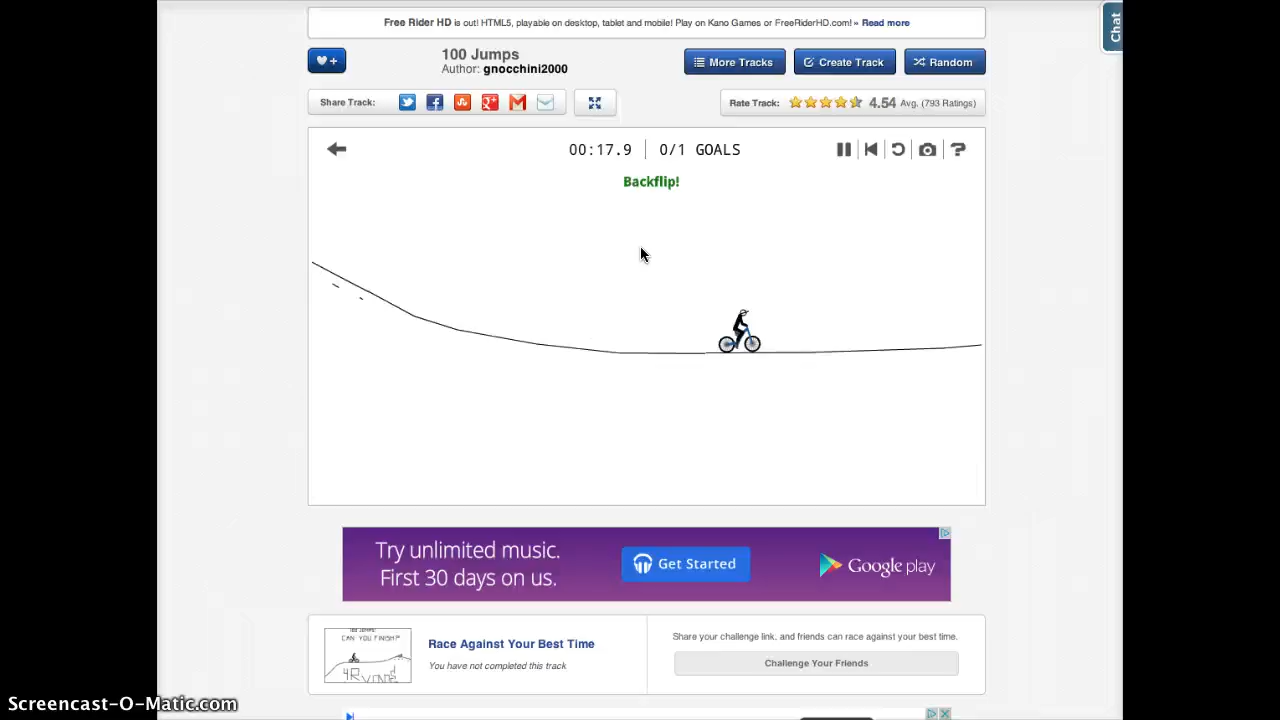 Free Rider HD is out! HTML5, playable on desktop, tablet and mobile! Play on Kano Games or FreeRiderHD.com! » Read more
Chat
100 Jumps
Author: gnocchini2000
More Tracks
Create Track
Random
Share Track:
Rate Track: 4.54 Avg. (793 Ratings)
00:17.9 | 0/1 GOALS
Backflip!
Try unlimited music.
First 30 days on us.
Get Started
Google play
CAN YOU FINISH?
Race Against Your Best Time
You have not completed this track
Share your challenge link, and friends can race against your best time.
Challenge Your Friends
Screencast-O-Matic.com